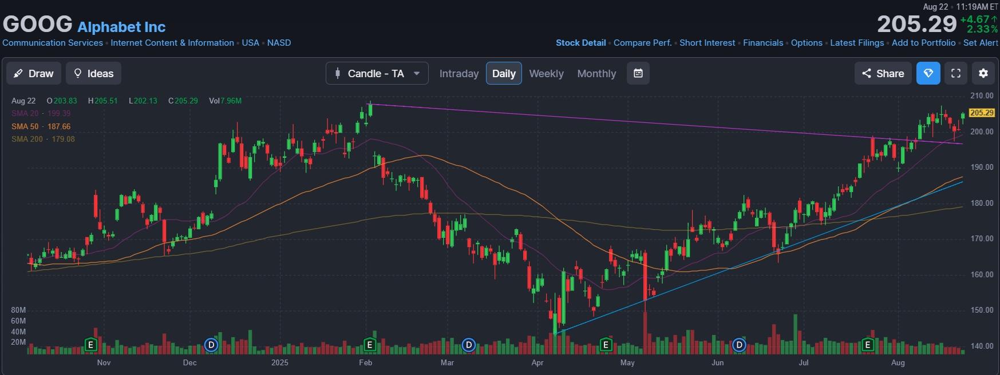 Aug 22 • 11:19AM ET
GOOG Alphabet Inc
205.29 +4.67↑
2.33%
Communication Services • Internet Content & Information • USA • NASD
Stock Detail • Compare Perf. • Short Interest • Financials • Options • Latest Filings • Add to Portfolio • Set Alert
Draw Ideas Candle - TA Intraday Daily Weekly Monthly Share
Aug 22 O 203.83 H 205.51 L 202.13 C 205.29 Vol 7.96M
SMA 20 · 199.39
SMA 50 · 187.66
SMA 200 · 179.08
210.00
205.29
200.00
190.00
180.00
170.00
160.00
150.00
140.00
80M
60M
40M
20M
E D E D E D E
Nov Dec 2025 Feb Mar Apr May Jun Jul Aug